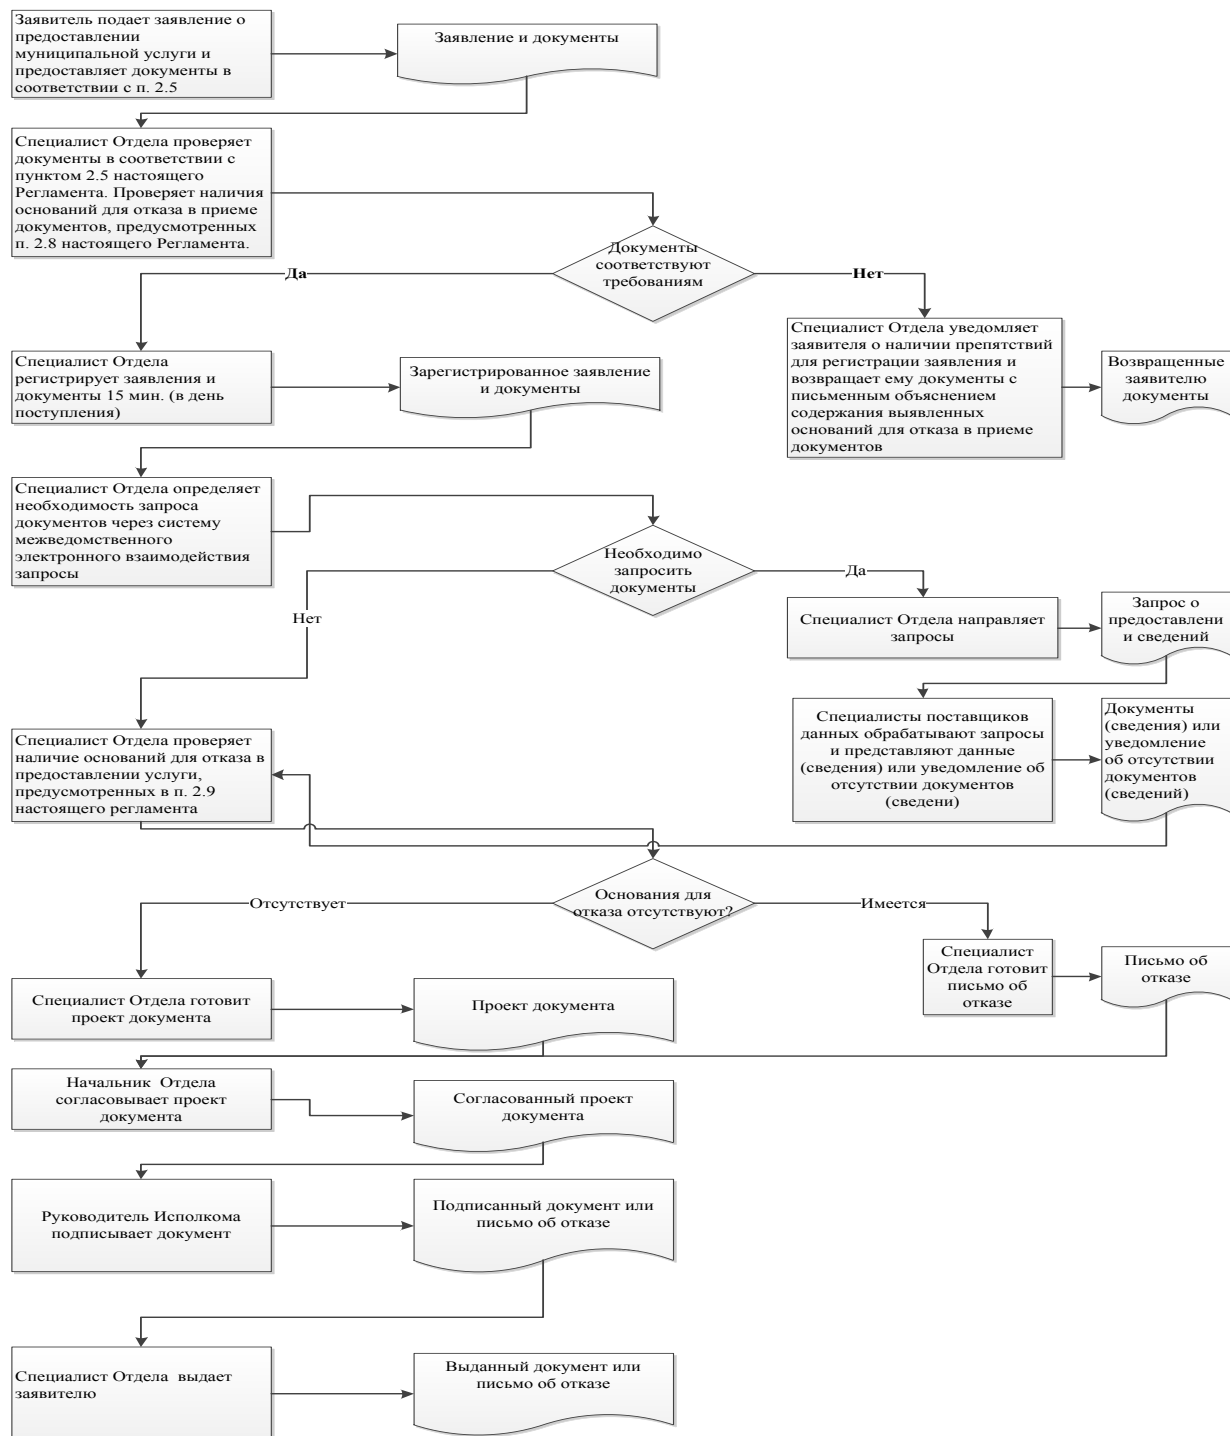 Заявитель подает заявление о
предоставлении
муниципальной услуги и
предоставляет документы в
соответствии с п. 2.5
Заявление и документы
Специалист Отдела проверяет
документы в соответствии с
пунктом 2.5 настоящего
Регламента. Проверяет наличия
оснований для отказа в приеме
документов, предусмотренных
п. 2.8 настоящего Регламента.
Документы
соответствуют
требованиям
Да
Нет
Специалист Отдела уведомляет
заявителя о наличии препятствий
для регистрации заявления и
возвращает ему документы с
письменным объяснением
содержания выявленных
оснований для отказа в приеме
документов
Возвращенные
заявителю
документы
Специалист Отдела
регистрирует заявления и
документы 15 мин. (в день
поступления)
Зарегистрированное заявление
и документы
Специалист Отдела определяет
необходимость запроса
документов через систему
межведомственного
электронного взаимодействия
запросы
Необходимо
запросить
документы
Да
Нет
Специалист Отдела направляет
запросы
Запрос о
предоставлени
и сведений
Специалисты поставщиков
данных обрабатывают запросы
и представляют данные
(сведения) или уведомление об
отсутствии документов
(сведени)
Документы
(сведения) или
уведомление
об отсутствии
документов
(сведений)
Специалист Отдела проверяет
наличие оснований для отказа в
предоставлении услуги,
предусмотренных в п. 2.9
настоящего регламента
Основания для
отказа отсутствуют?
Отсутствует
Имеется
Специалист
Отдела готовит
письмо об
отказе
Письмо об
отказе
Специалист Отдела готовит
проект документа
Проект документа
Начальник  Отдела
согласовывает проект
документа
Согласованный проект
документа
Руководитель Исполкома
подписывает документ
Подписанный документ или
письмо об отказе
Специалист Отдела  выдает
заявителю
Выданный документ или
письмо об отказе